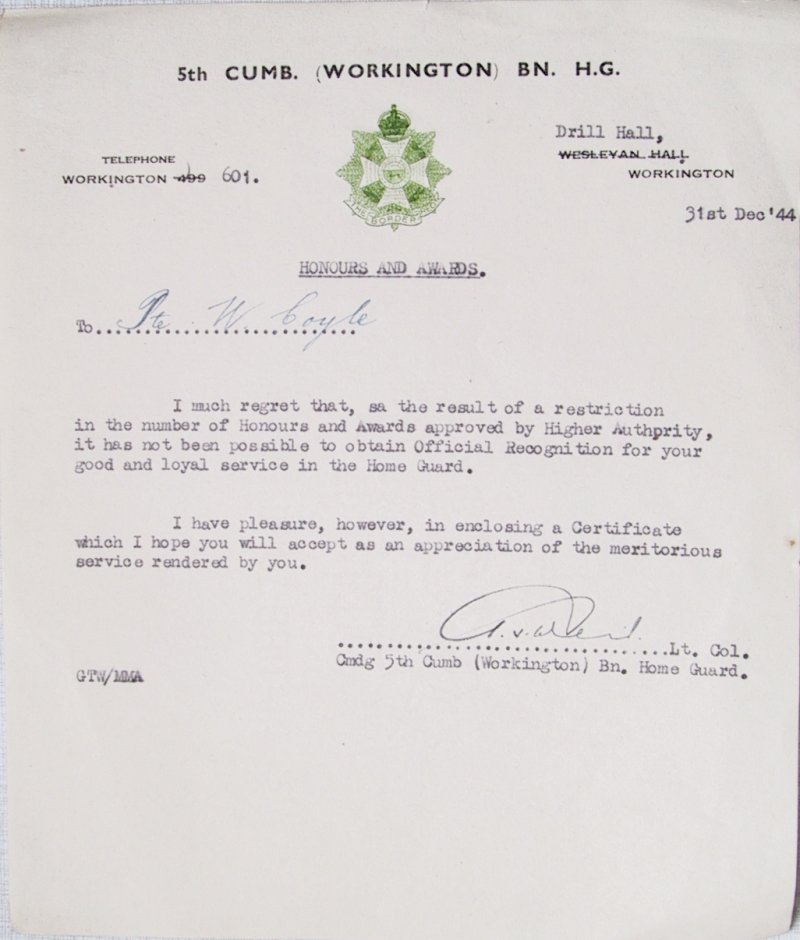 5th CUMB. (WORKINGTON) BN. H.G.
Drill Hall,
TELEPHONE
WESLEYAN HALL
WORKINGTON 499 601.
WORKINGTON
31st Dec '44
THE BORDER
HONOURS AND AWARDS.
To Pte. W. Coyle
I much regret that, sa the result of a restriction
in the number of Honours and Awards approved by Higher Authprity,
it has not been possible to obtain Official Recognition for your
good and loyal service in the Home Guard.
I have pleasure, however, in enclosing a Certificate
which I hope you will accept as an appreciation of the meritorious
service rendered by you.
Lt. Col.
Cmdg 5th Cumb (Workington) Bn. Home Guard.
GTW/MMA